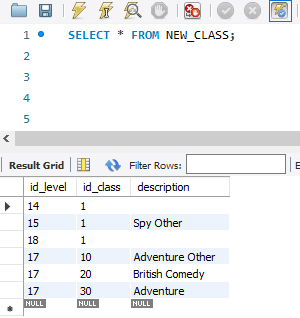 1 SELECT * FROM NEW_CLASS;
2
3
4
5
Result Grid Filter Rows: E
id_level id_class description
14 1
15 1 Spy Other
18 1
17 10 Adventure Other
17 20 British Comedy
17 30 Adventure
NULL NULL NULL